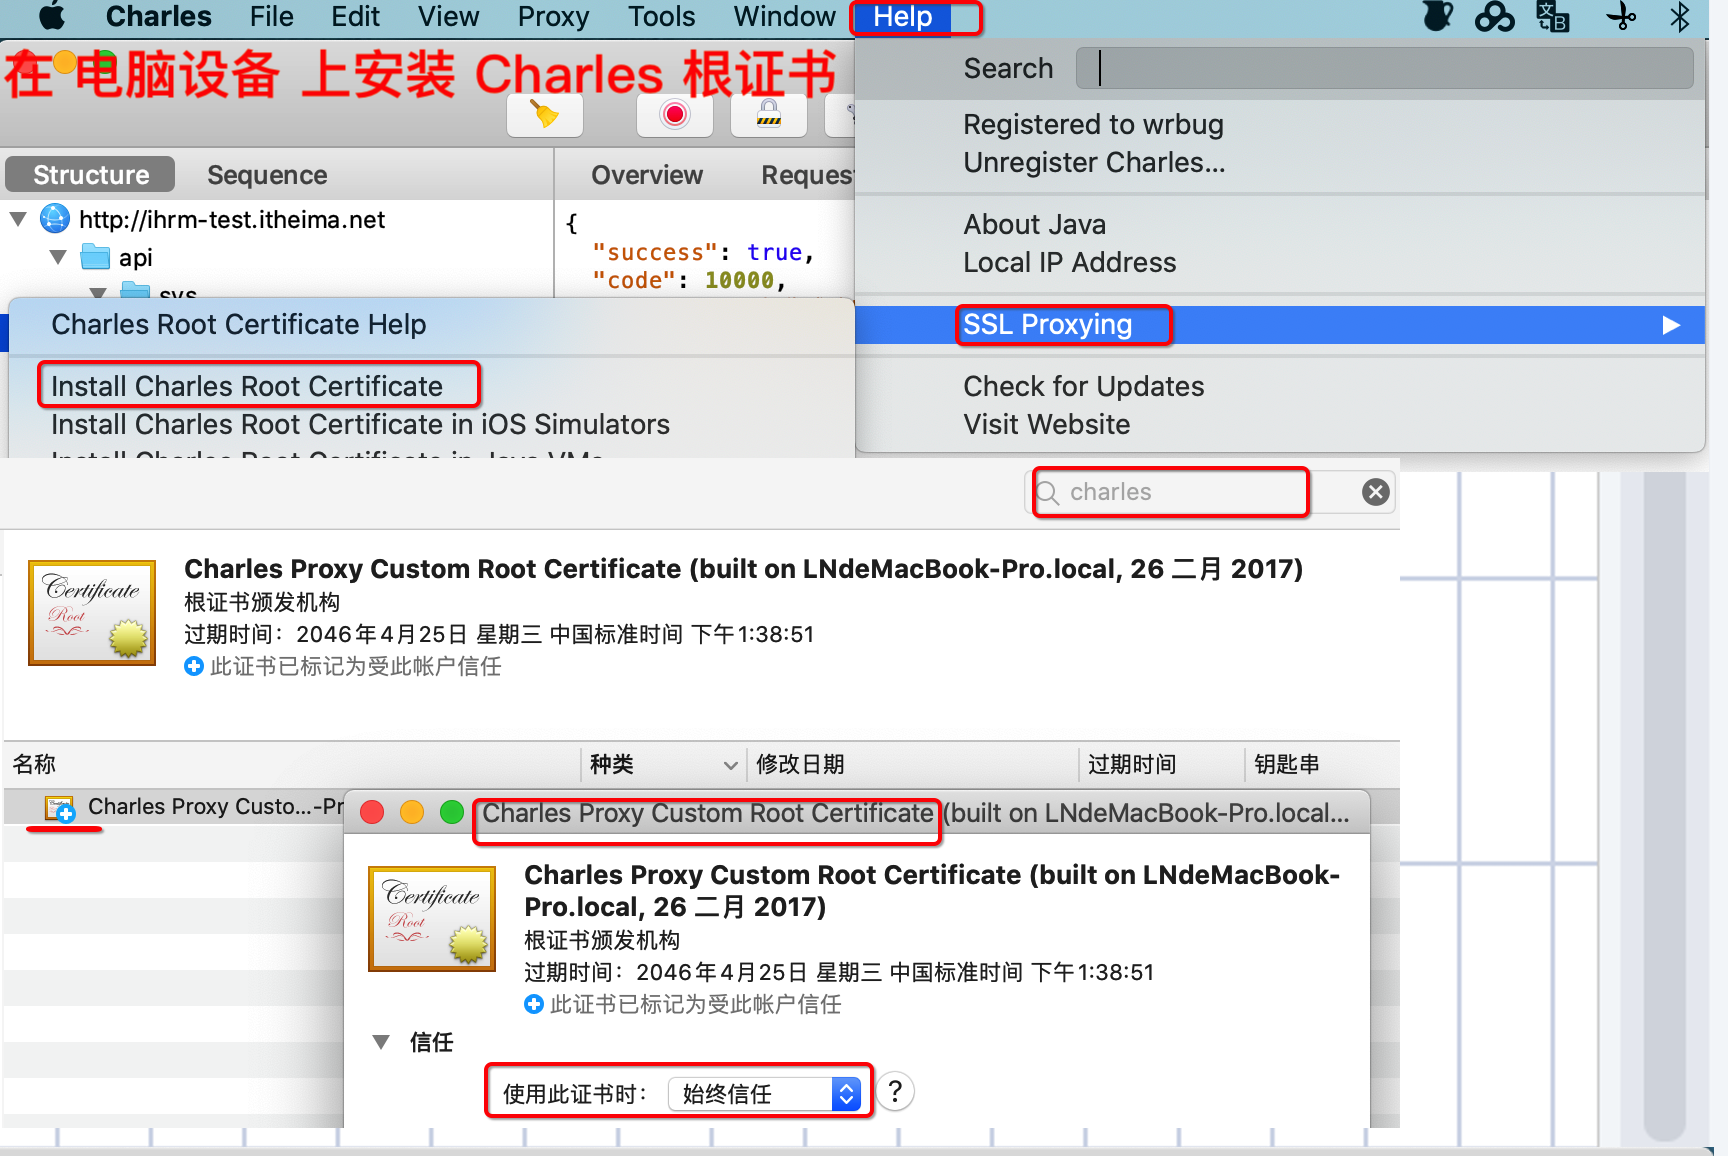 Charles File Edit View Proxy Tools Window Help
在 电脑设备 上安装 Charles 根证书
Search
Registered to wrbug
Unregister Charles...
Structure Sequence Overview Request
http://ihrm-test.itheima.net
{
About Java
api
"success": true,
Local IP Address
sys
"code": 10000,
Charles Root Certificate Help
SSL Proxying
Install Charles Root Certificate
Check for Updates
Install Charles Root Certificate in iOS Simulators
Visit Website
Install Charles Root Certificate in Java VMs
charles
Charles Proxy Custom Root Certificate (built on LNdeMacBook-Pro.local, 26 二月 2017)
根证书颁发机构
过期时间：2046年4月25日 星期三 中国标准时间 下午1:38:51
此证书已标记为受此帐户信任
名称 种类 修改日期 过期时间 钥匙串
Charles Proxy Custo...-Pr
Charles Proxy Custom Root Certificate (built on LNdeMacBook-Pro.local...
Certificate
Root
Charles Proxy Custom Root Certificate (built on LNdeMacBook-
Pro.local, 26 二月 2017)
根证书颁发机构
过期时间：2046年4月25日 星期三 中国标准时间 下午1:38:51
此证书已标记为受此帐户信任
信任
使用此证书时： 始终信任 ?